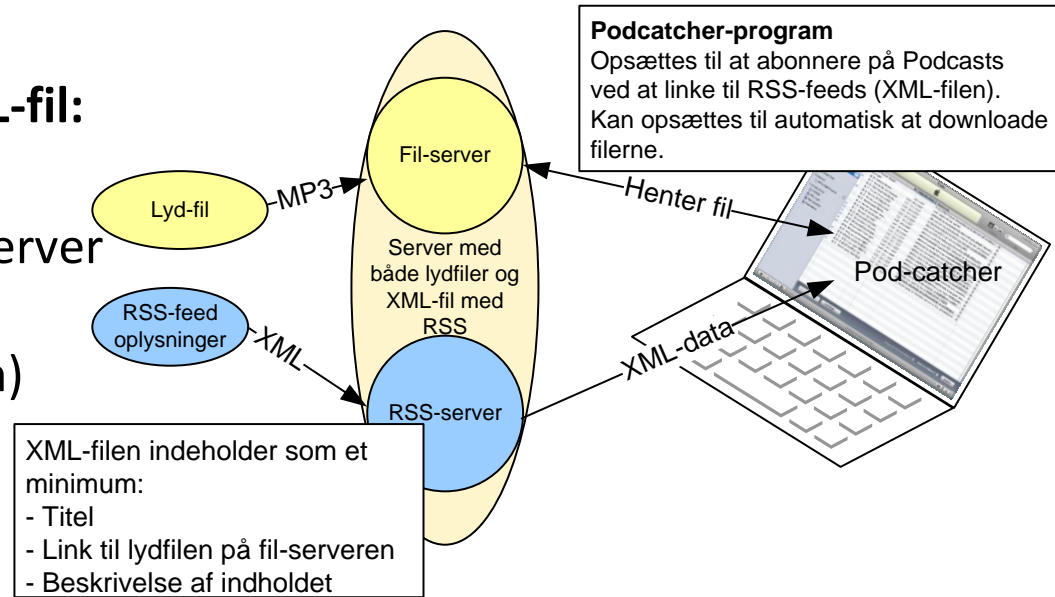 L-fil:
erver
)
Podcatcher-program
Opsættes til at abonnere på Podcasts
ved at linke til RSS-feeds (XML-filen).
Kan opsættes til automatisk at downloade
filerne.
Fil-server
Lyd-fil
MP3
Henter fil
Server med
både lydfiler og
XML-fil med
RSS
Pod-catcher
RSS-feed
oplysninger
XML
XML-data
RSS-server
XML-filen indeholder som et
minimum:
- Titel
- Link til lydfilen på fil-serveren
- Beskrivelse af indholdet